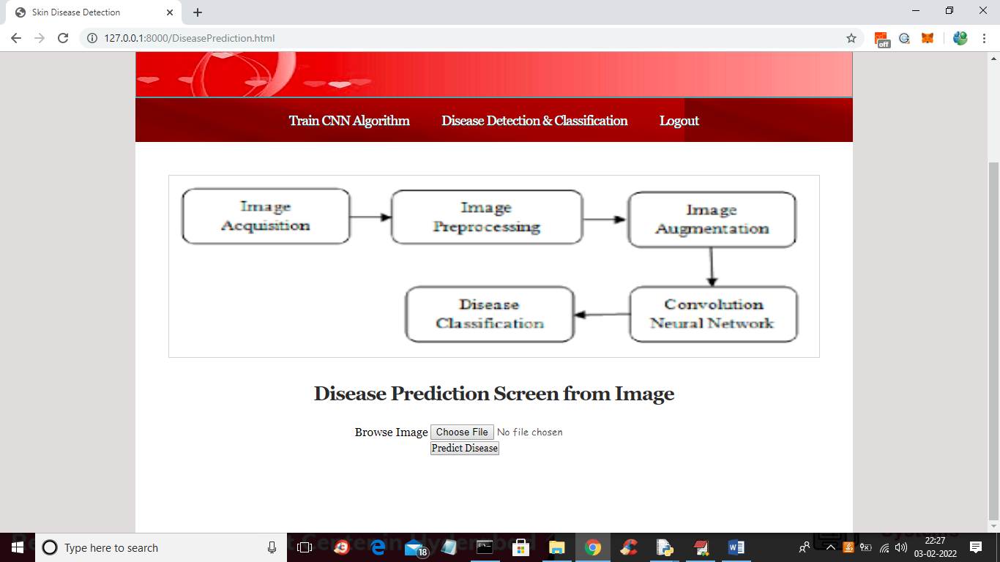 Skin Disease Detection
127.0.0.1:8000/DiseasePrediction.html
off
Train CNN Algorithm
Disease Detection & Classification
Logout
Image
Acquisition
Image
Preprocessing
Image
Augmentation
Disease
Classification
Convolution
Neural Network
Disease Prediction Screen from Image
Browse Image Choose File No file chosen
Predict Disease
Type here to search
18
22:27
03-02-2022